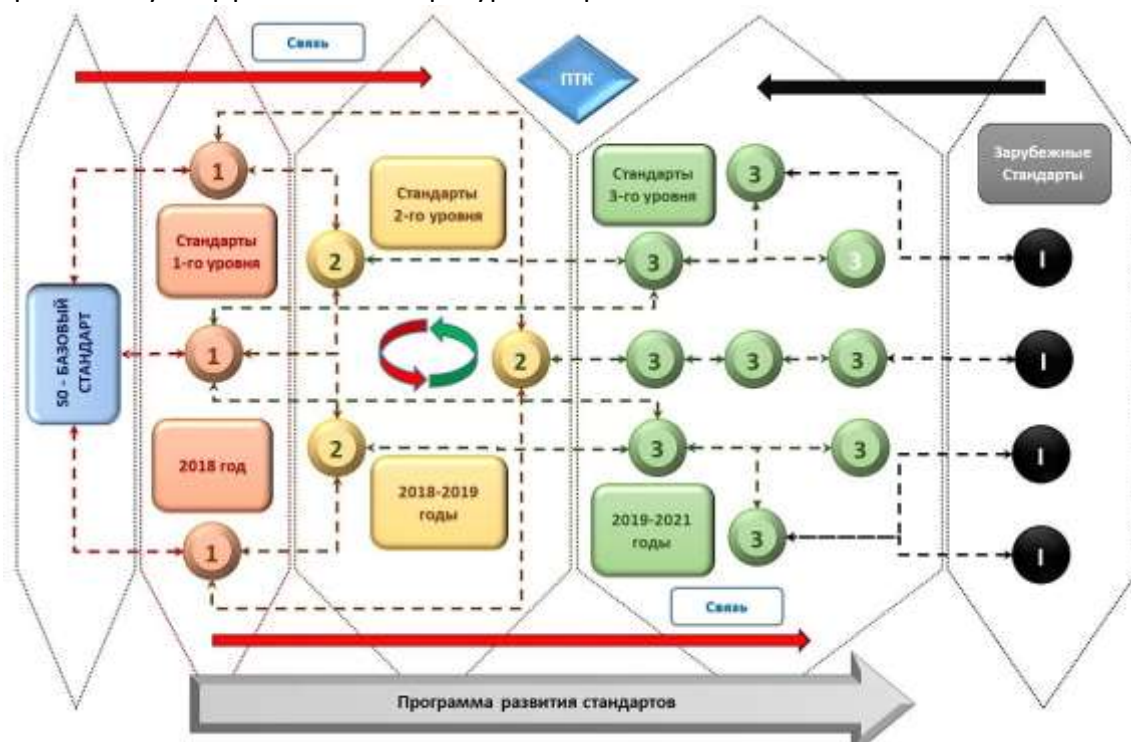 Связь
ПТК
Зарубежные
Стандарты
1
Стандарты
2-го уровня
Стандарты
3-го уровня
3
Стандарты
1-го уровня
2
3
3
I
S0 - БАЗОВЫЙ
СТАНДАРТ
1
2
3
3
3
I
2018 год
2
3
3
I
2018-2019
годы
2019-2021
годы
1
3
I
Связь
Программа развития стандартов